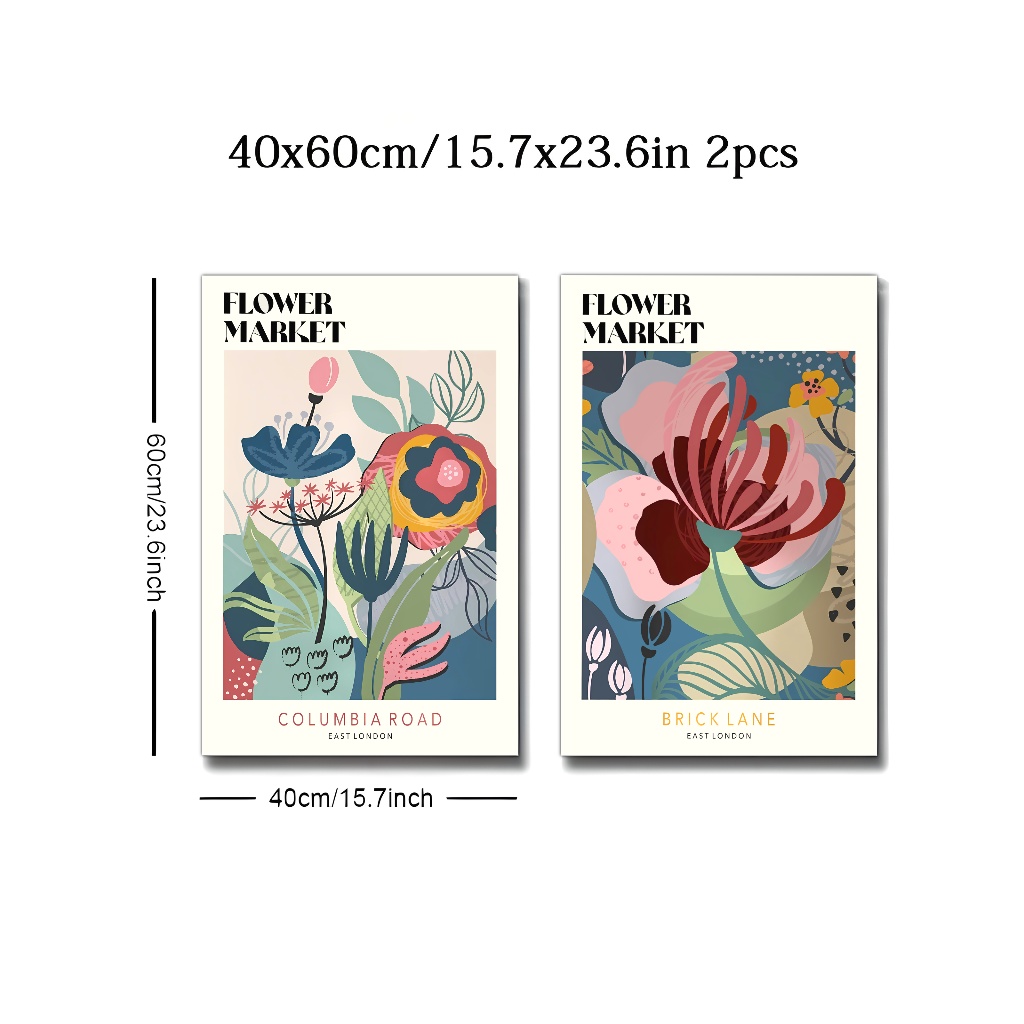 40x60cm/15.7x23.6in 2pcs
FLOWER
MARKET
COLUMBIA ROAD
EAST LONDON
FLOWER
MARKET
BRICK LANE
EAST LONDON
60cm/23.6inch
40cm/15.7inch